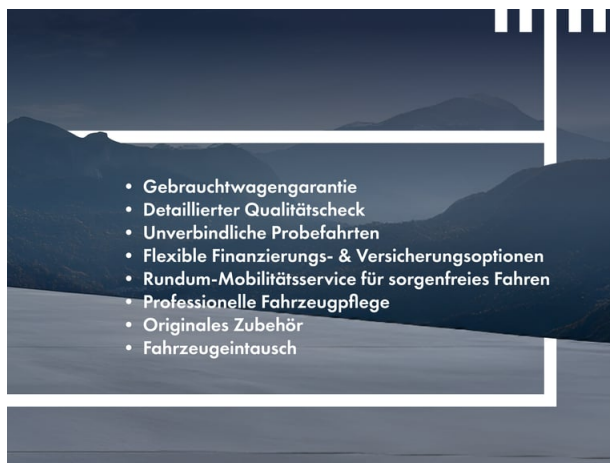 • Gebrauchtwagengarantie
• Detaillierter Qualitätscheck
• Unverbindliche Probefahrten
• Flexible Finanzierungs- & Versicherungsoptionen
• Rundum-Mobilitätsservice für sorgenfreies Fahren
• Professionelle Fahrzeugpflege
• Originales Zubehör
• Fahrzeugeintausch